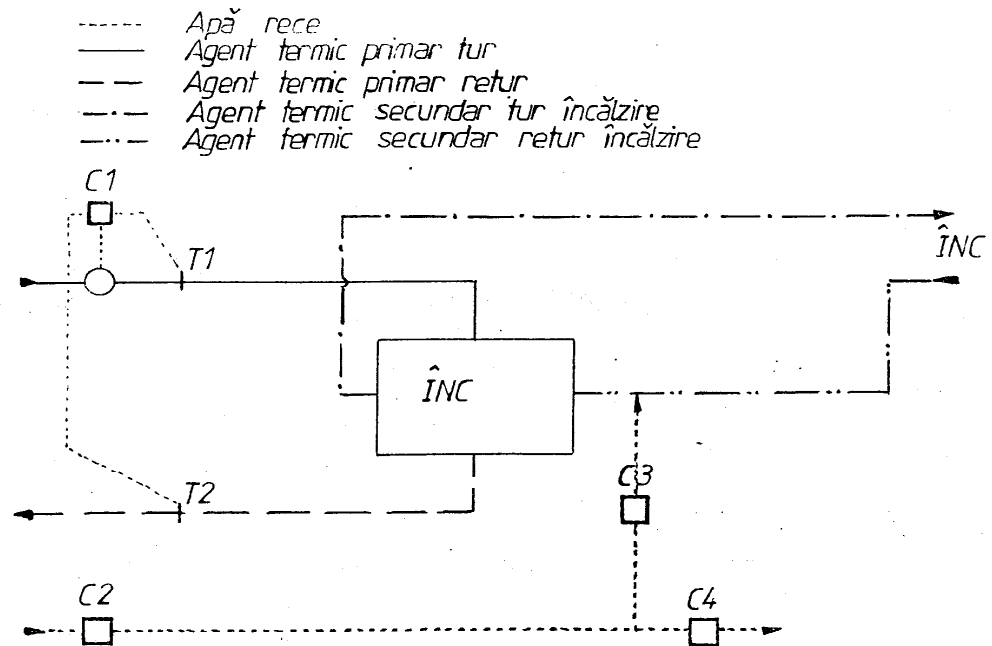 Apă rece
Agent termic primar tur
Agent termic primar retur
Agent termic secundar tur încălzire
Agent termic secundar retur încălzire
C1
T1
ÎNC
ÎNC
T2
C3
C2
C4